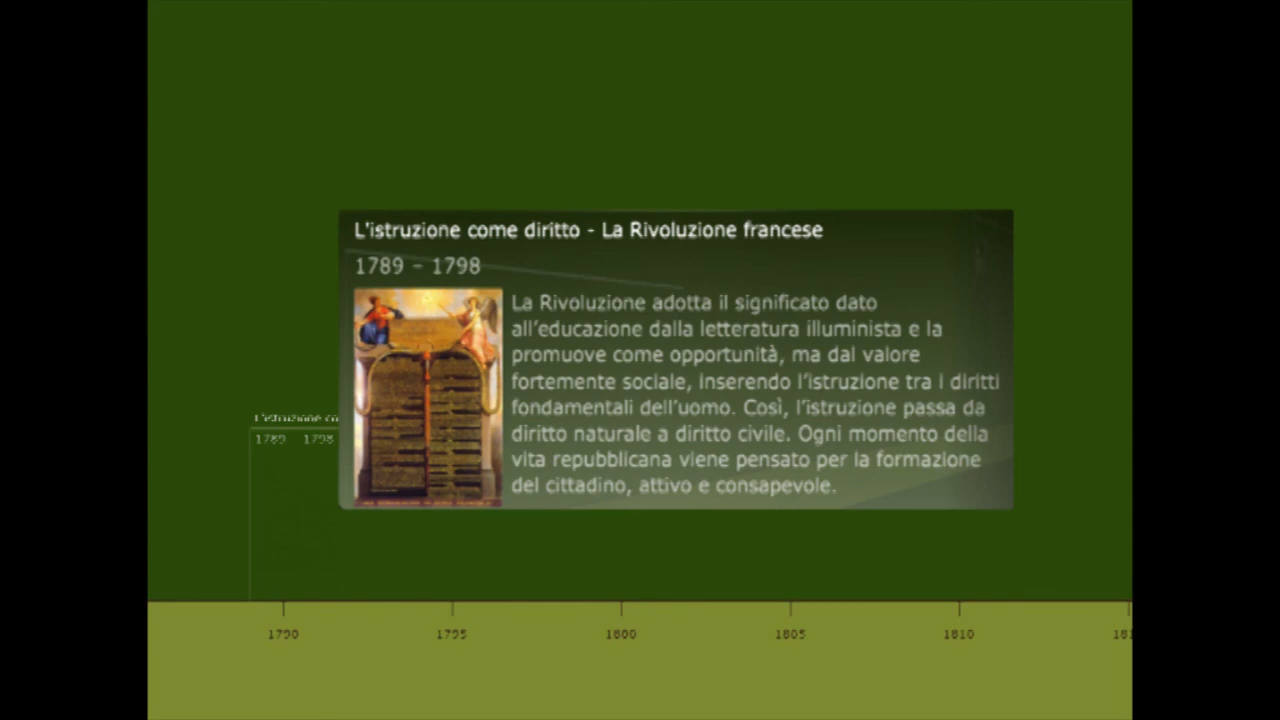 L'istruzione come diritto - La Rivoluzione francese
1789 – 1798
La Rivoluzione adotta il significato dato
all'educazione dalla letteratura illuminista e la
promuove come opportunità, ma dal valore
fortemente sociale, inserendo l'istruzione tra i diritti
fondamentali dell'uomo. Così, l'istruzione passa da
diritto naturale a diritto civile. Ogni momento della
vita repubblicana viene pensato per la formazione
del cittadino, attivo e consapevole.
L'istruzione co
1789 1798
1790 1795 1800 1805 1810 181